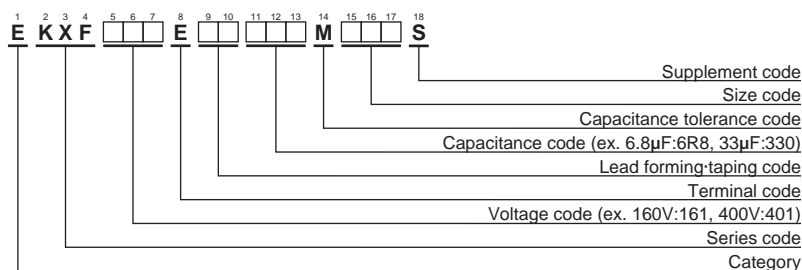 1 2 3 4 5 6 7 8 9 10 11 12 13 14 15 16 17 18
E K X F E M S
Supplement code
Size code
Capacitance tolerance code
Capacitance code (ex. 6.8μF:6R8, 33μF:330)
Lead forming·taping code
Terminal code
Voltage code (ex. 160V:161, 400V:401)
Series code
Category